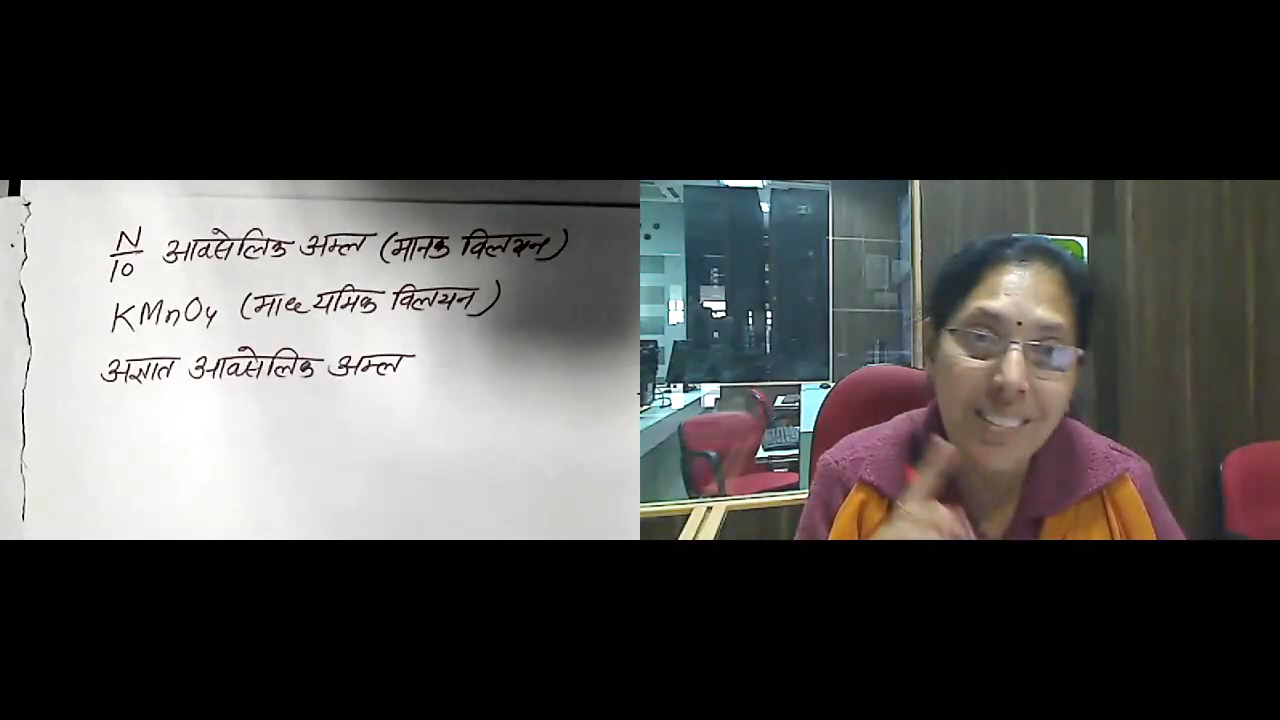 N/10 आक्सेलिक अम्ल (मानक विलयन)
KMnO4 (माध्यमिक विलयन)
अज्ञात आक्सेलिक अम्ल